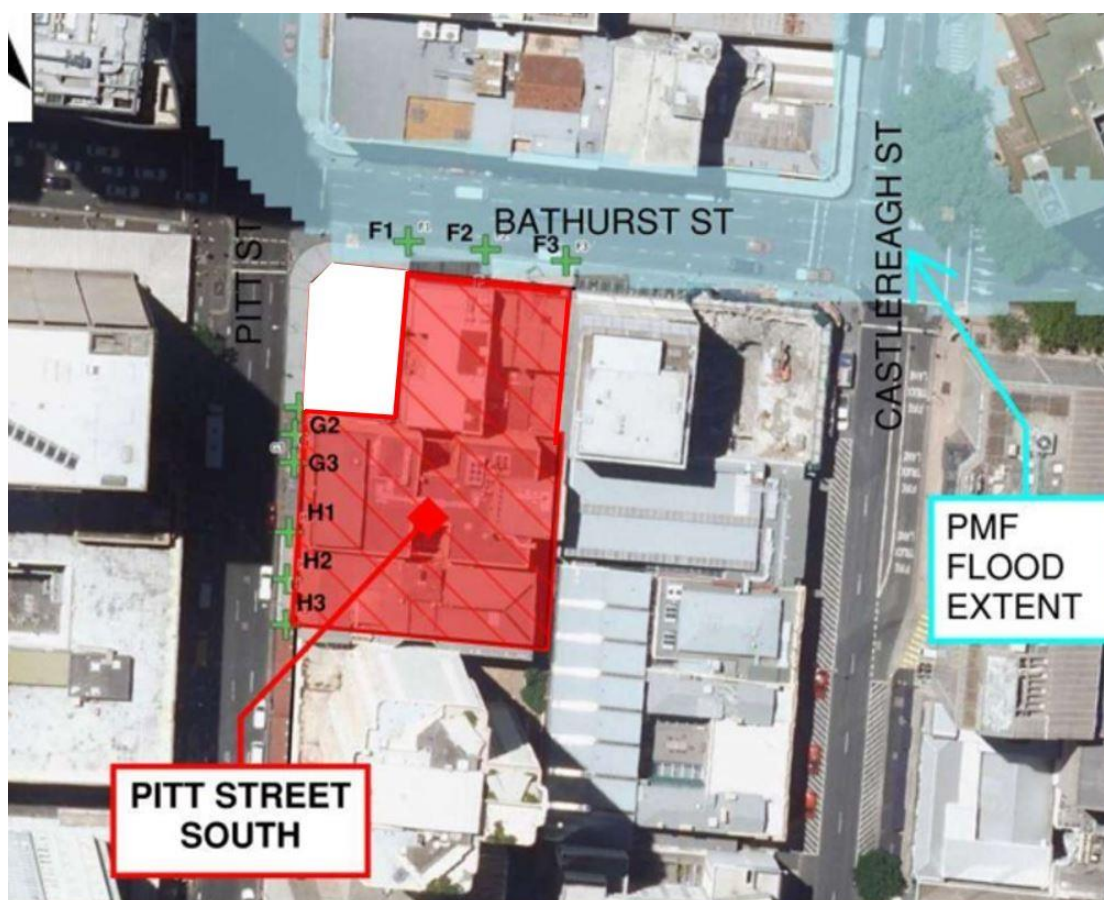 PITT ST
F1
F2
F3
BATHURST ST
CASTLEREAGH ST
G2
G3
H1
H2
H3
PMF
FLOOD
EXTENT
PITT STREET
SOUTH